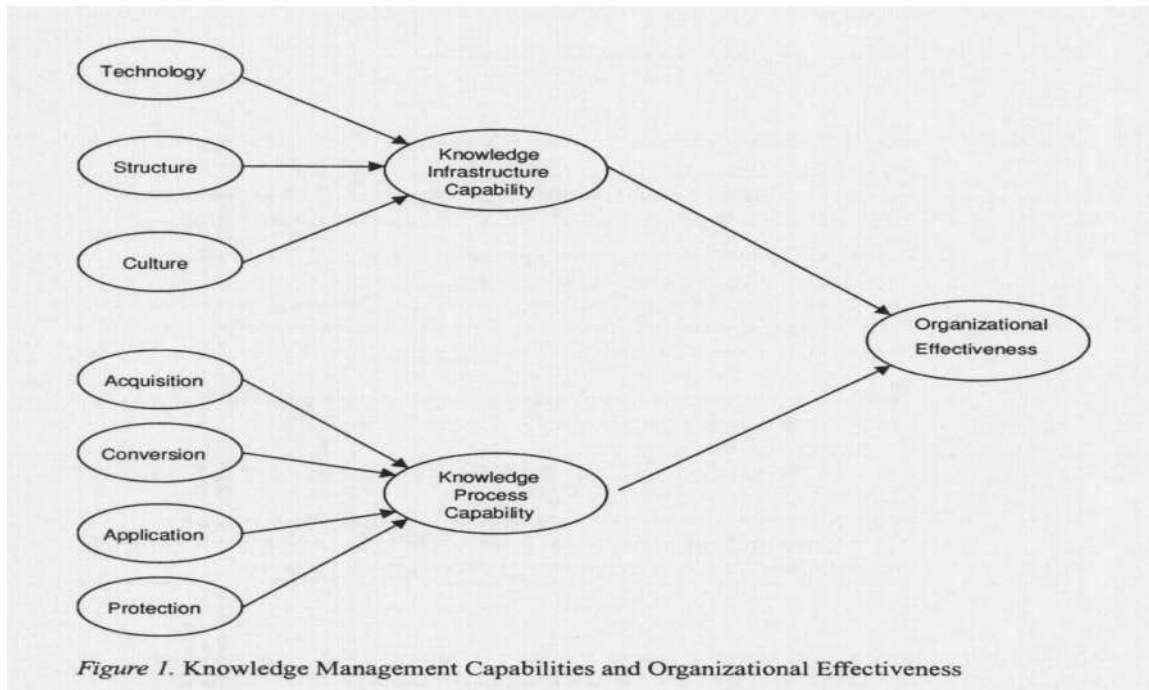 Technology
Structure
Culture
Knowledge
Infrastructure
Capability
Acquisition
Conversion
Application
Protection
Knowledge
Process
Capability
Organizational
Effectiveness
Figure 1. Knowledge Management Capabilities and Organizational Effectiveness